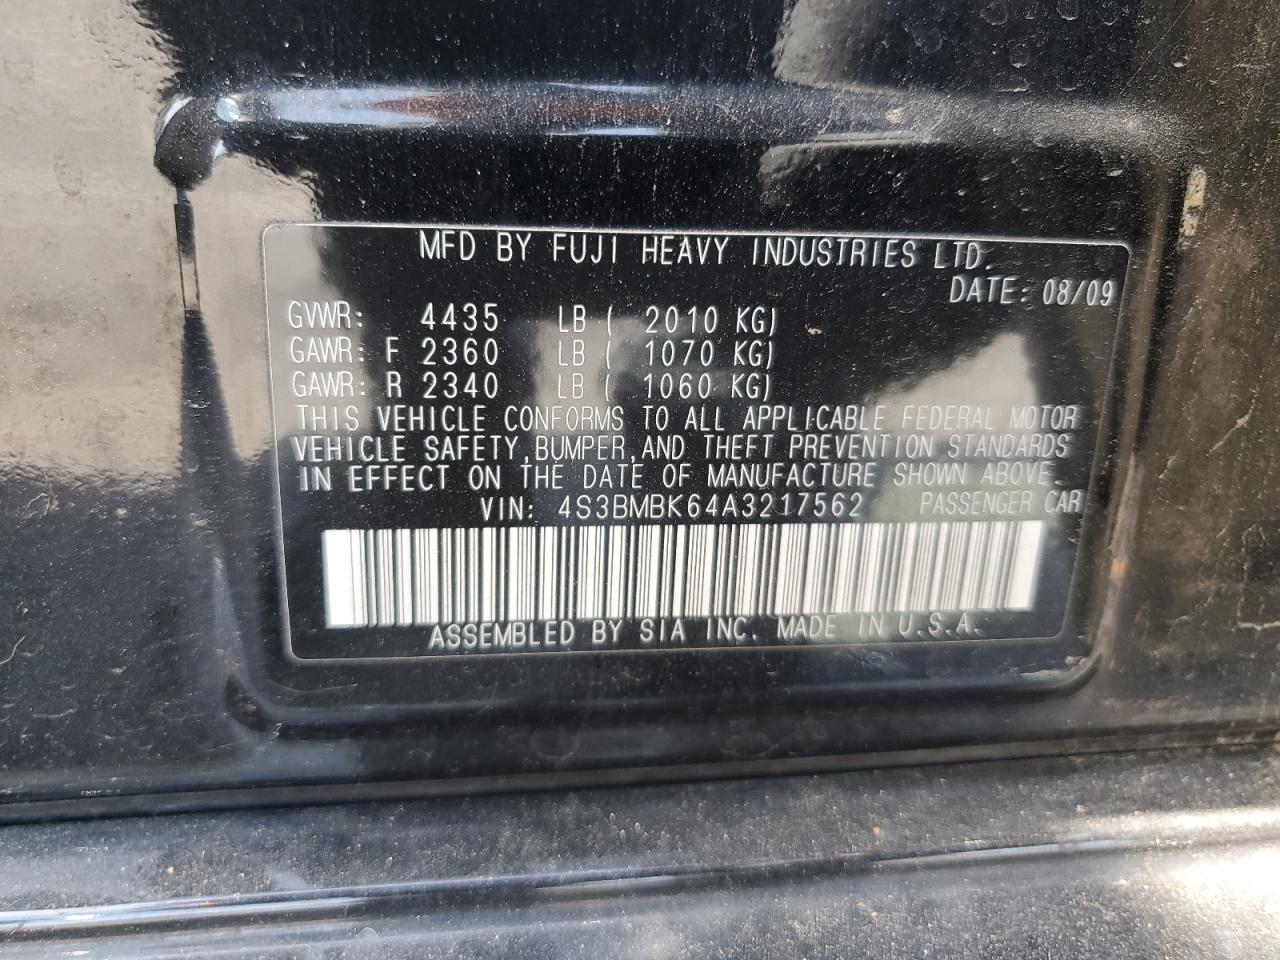 MFD BY FUJI HEAVY INDUSTRIES LTD.
DATE: 08/09
GVWR: 4435 LB ( 2010 KG)
GAWR: F 2360 LB ( 1070 KG)
GAWR: R 2340 LB ( 1060 KG)
THIS VEHICLE CONFORMS TO ALL APPLICABLE FEDERAL MOTOR
VEHICLE SAFETY, BUMPER, AND THEFT PREVENTION STANDARDS
IN EFFECT ON THE DATE OF MANUFACTURE SHOWN ABOVE.
VIN: 4S3BMBK64A3217562 PASSENGER CAR
ASSEMBLED BY SIA INC. MADE IN U.S.A.